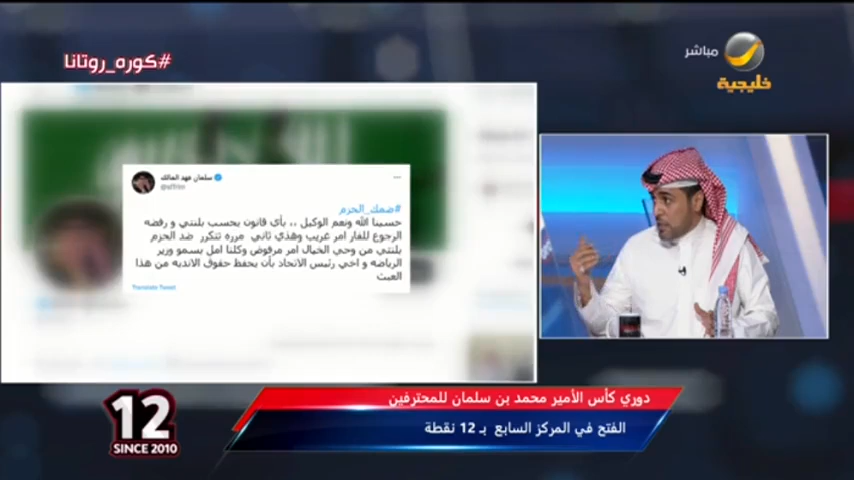 #كوره_روتانا
مباشر
خليجية
سلمان عهد المالك
#ضمك_الحزم
حسبنا الله ونعم الوكيل ،، بأي قانون يحسب بلنتي و رفضه
الرجوع للفار امر غريب وهذي ثاني مرره تتكرر ضد الحزم
بلنتي من وحي الخيال امر مرفوض وكلنا امل بسمو وزير
الرياضه و اخي رئيس الاتحاد بأن يحفظ حقوق الانديه من هذا
العبث
Translate Tweet
دوري كأس الأمير محمد بن سلمان للمحترفين
الفتح في المركز السابع بـ 12 نقطة
12
SINCE 2010